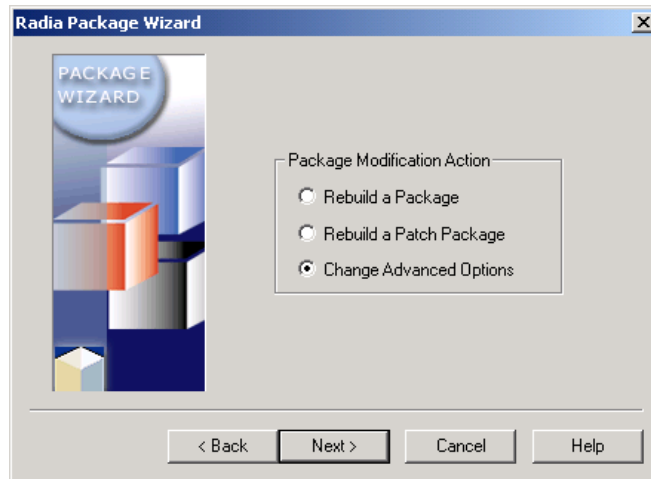 Radia Package Wizard
PACKAGE
WIZARD
Package Modification Action
Rebuild a Package
Rebuild a Patch Package
Change Advanced Options
< Back Next > Cancel Help